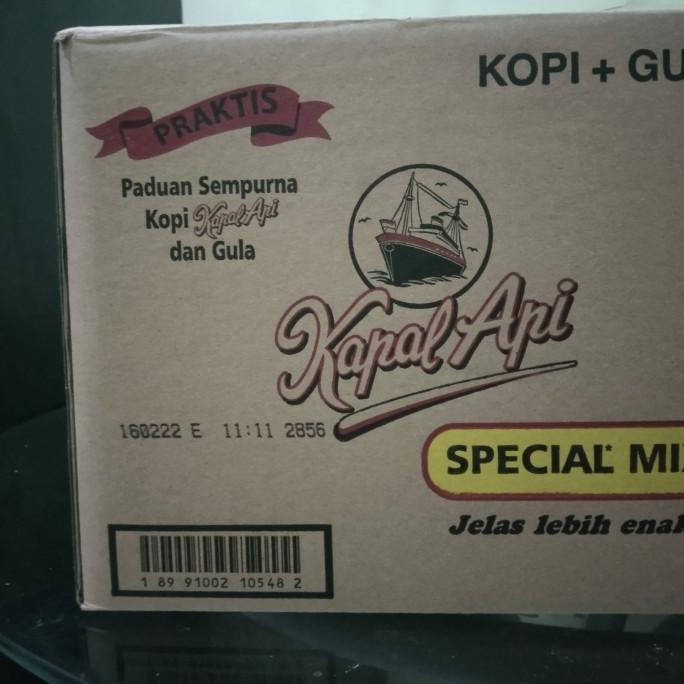 KOPI + GU
PRAKTIS
Paduan Sempurna
Kopi Kapal Api
dan Gula
Kapal Api
160222 E 11:11 2856
SPECIAL* MIX
Jelas lebih enak
1 89 91002 10548 2